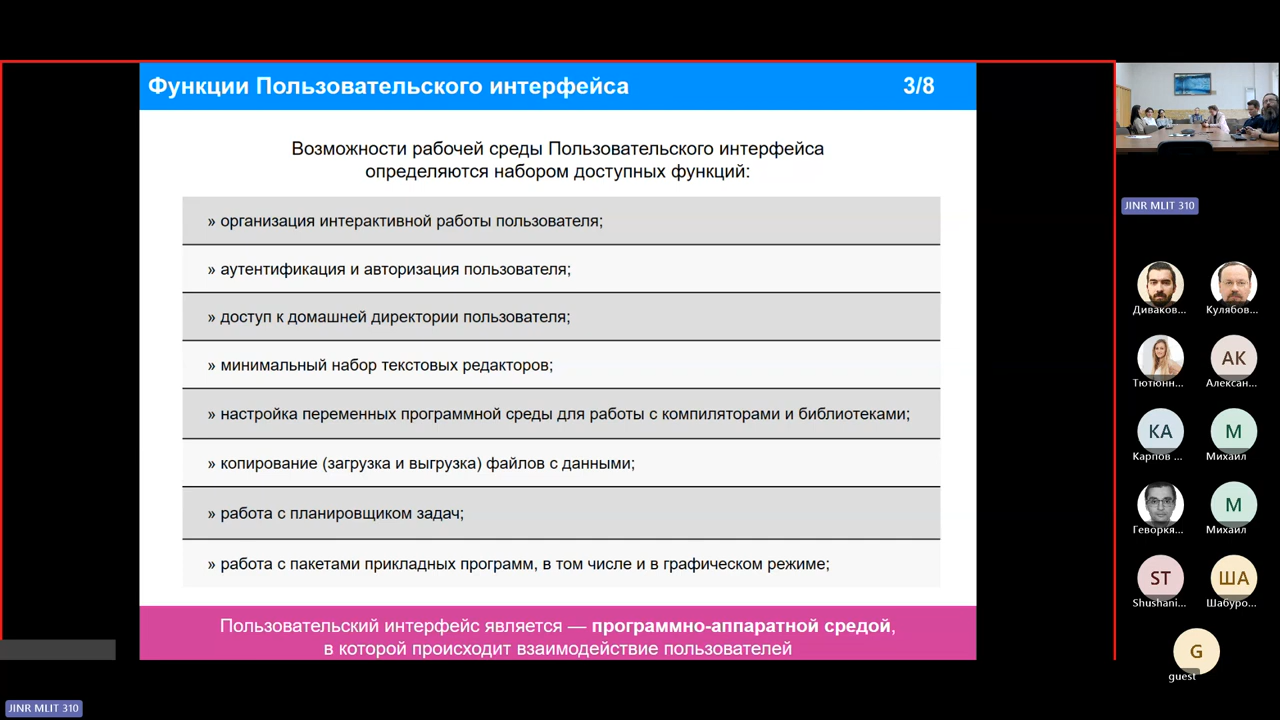 Функции Пользовательского интерфейса
3/8
Возможности рабочей среды Пользовательского интерфейса
определяются набором доступных функций:
» организация интерактивной работы пользователя;
» аутентификация и авторизация пользователя;
» доступ к домашней директории пользователя;
» минимальный набор текстовых редакторов;
» настройка переменных программной среды для работы с компиляторами и библиотеками;
» копирование (загрузка и выгрузка) файлов с данными;
» работа с планировщиком задач;
» работа с пакетами прикладных программ, в том числе и в графическом режиме;
Пользовательский интерфейс является — программно-аппаратной средой,
в которой происходит взаимодействие пользователей
JINR MLIT 310
JINR MLIT 310
Диваков...
Кулябов...
Тютюнн...
АК
Алексан...
КА
Карпов ...
М
Михаил
Геворкя...
М
Михаил
ST
Shushani...
ША
Шабуро...
G
guest